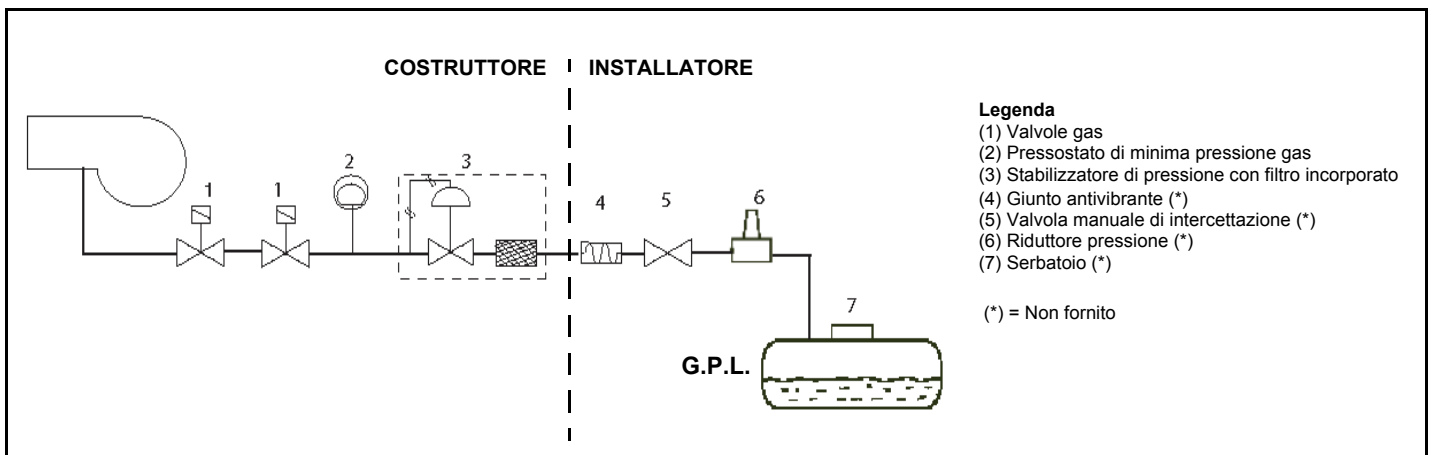 COSTRUTTORE INSTALLATORE
Legenda
(1) Valvole gas
(2) Pressostato di minima pressione gas
(3) Stabilizzatore di pressione con filtro incorporato
(4) Giunto antivibrante (*)
(5) Valvola manuale di intercettazione (*)
(6) Riduttore pressione (*)
(7) Serbatoio (*)
(*) = Non fornito
1 1 2 3 4 5 6
7
G.P.L.